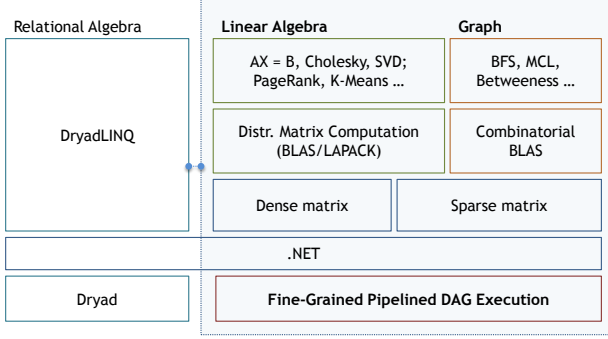 Relational Algebra
Linear Algebra
Graph
DryadLINQ
AX = B, Cholesky, SVD;
PageRank, K-Means …
BFS, MCL,
Betweeness …
Distr. Matrix Computation
(BLAS/LAPACK)
Combinatorial
BLAS
Dense matrix
Sparse matrix
.NET
Dryad
Fine-Grained Pipelined DAG Execution